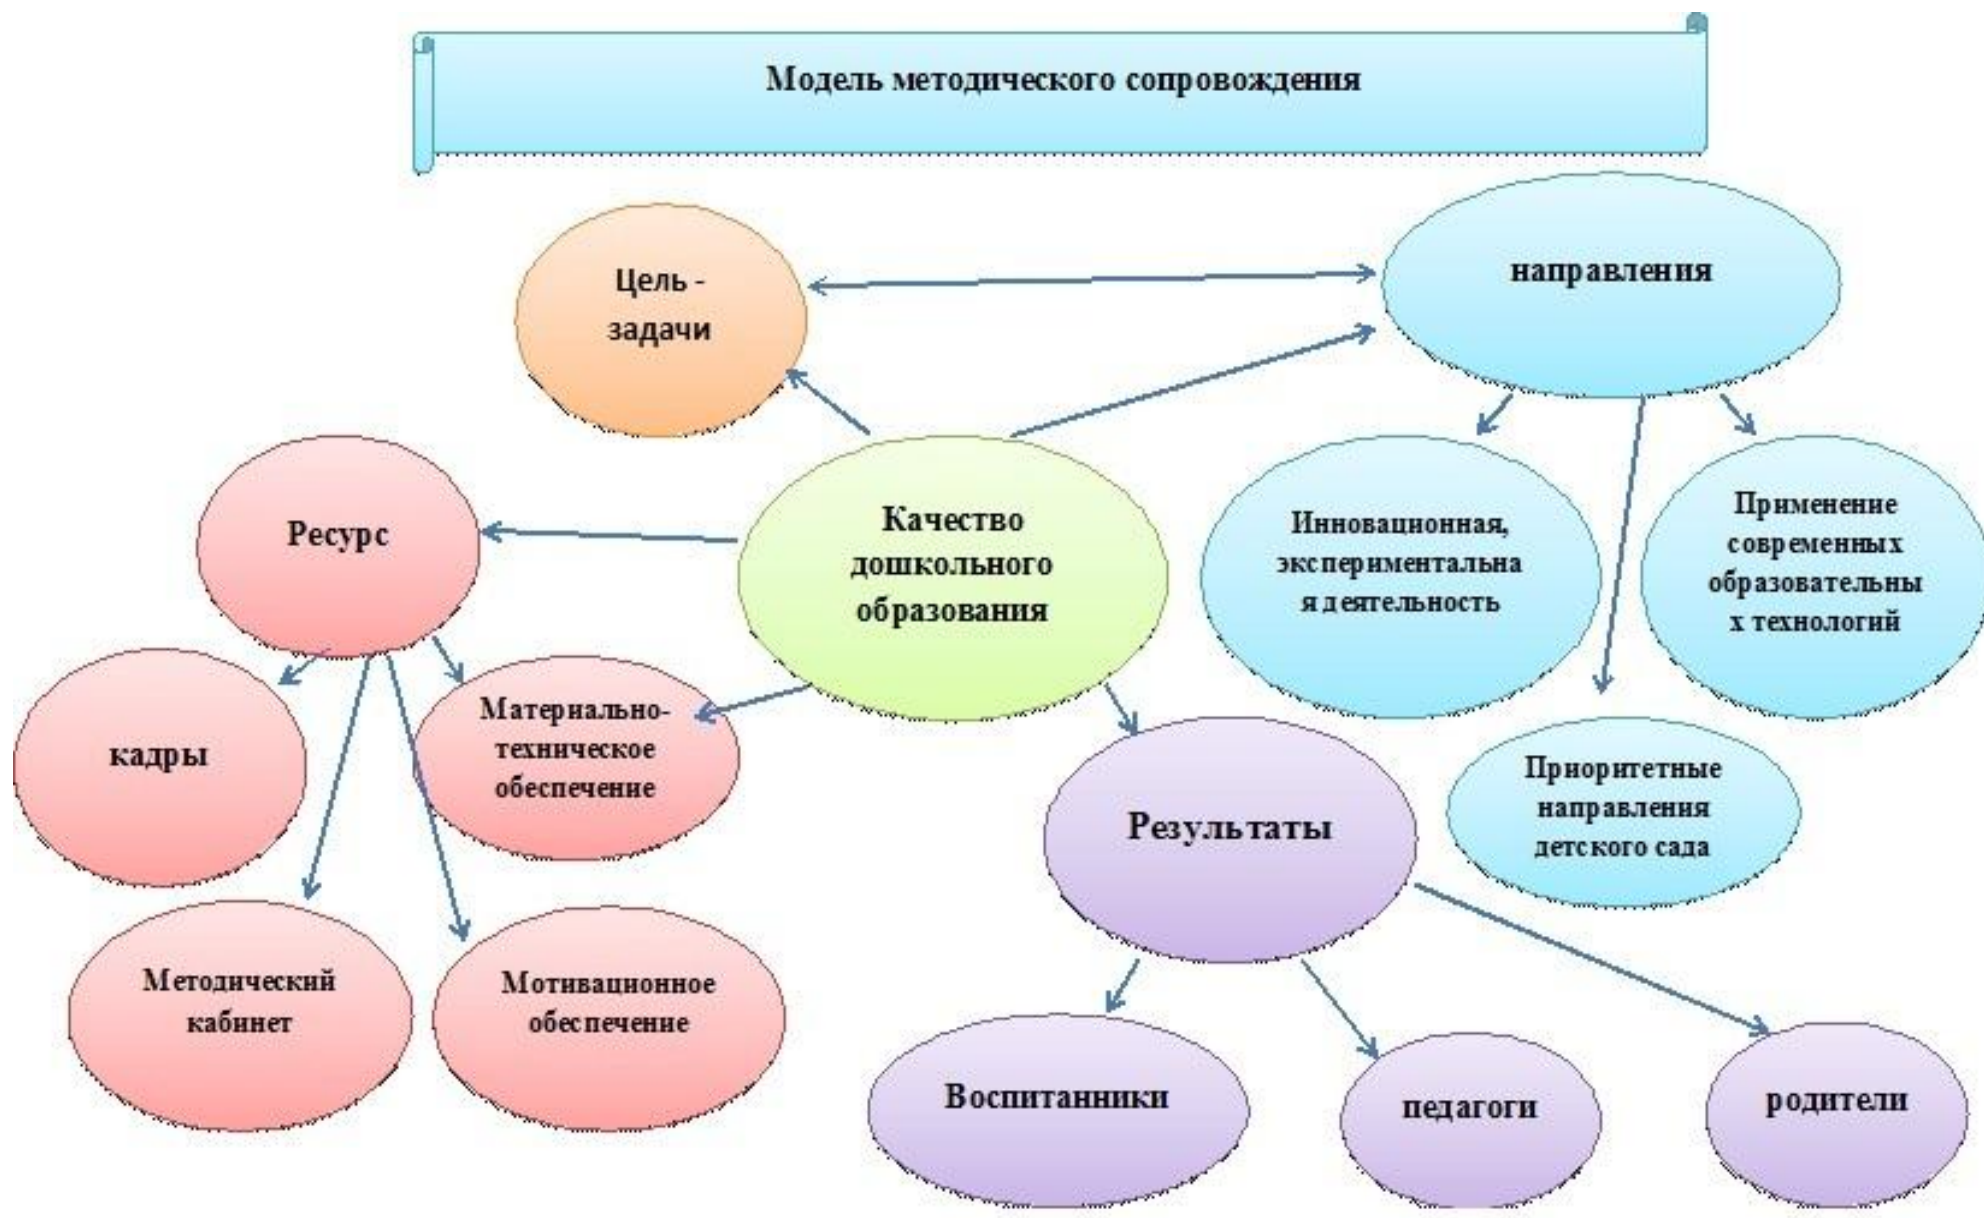 Модель методического сопровождения
Цель -
задачи
направления
Ресурс
Качество
дошкольного
образования
Инновационная,
экспериментальна
я деятельность
Применение
современных
образовательны
х технологий
кадры
Материально-
техническое
обеспечение
Результаты
Приоритетные
направления
детского сада
Методический
кабинет
Мотивационное
обеспечение
Воспитанники
педагоги
родители